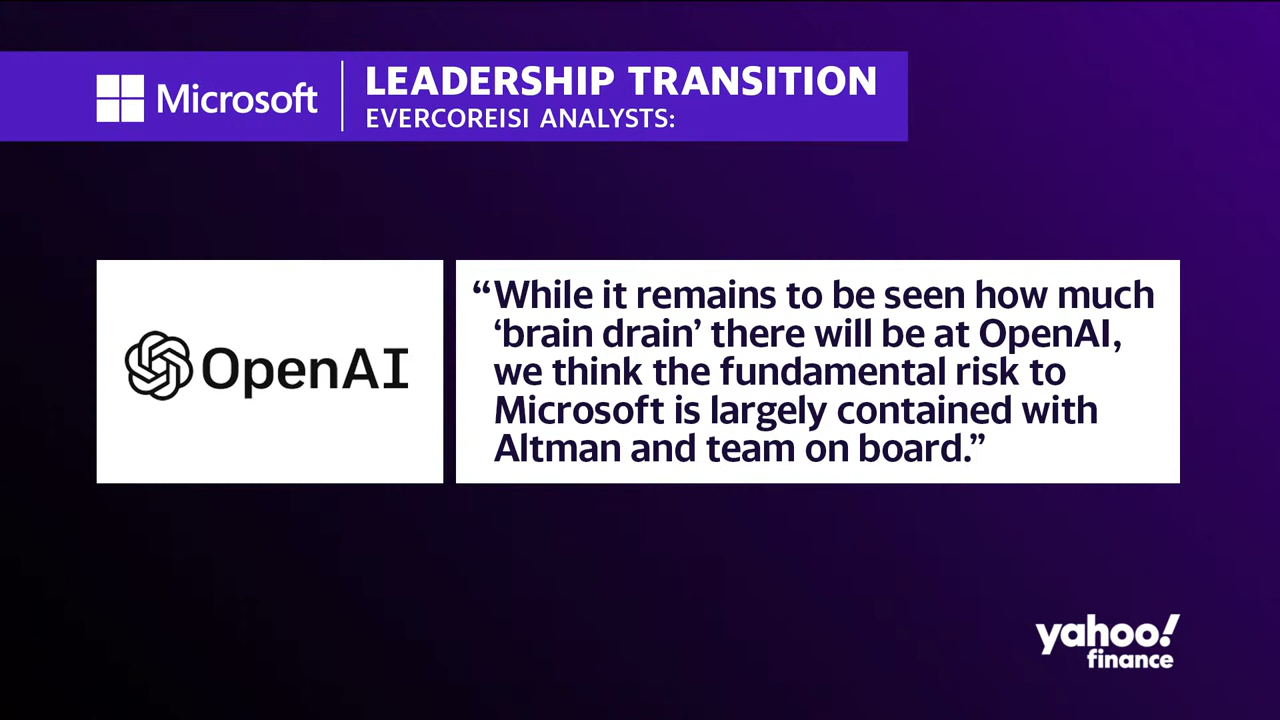 Microsoft
LEADERSHIP TRANSITION
EVERCOREISI ANALYSTS:
OpenAI
“While it remains to be seen how much
‘brain drain’ there will be at OpenAI,
we think the fundamental risk to
Microsoft is largely contained with
Altman and team on board.”
yahoo!
finance